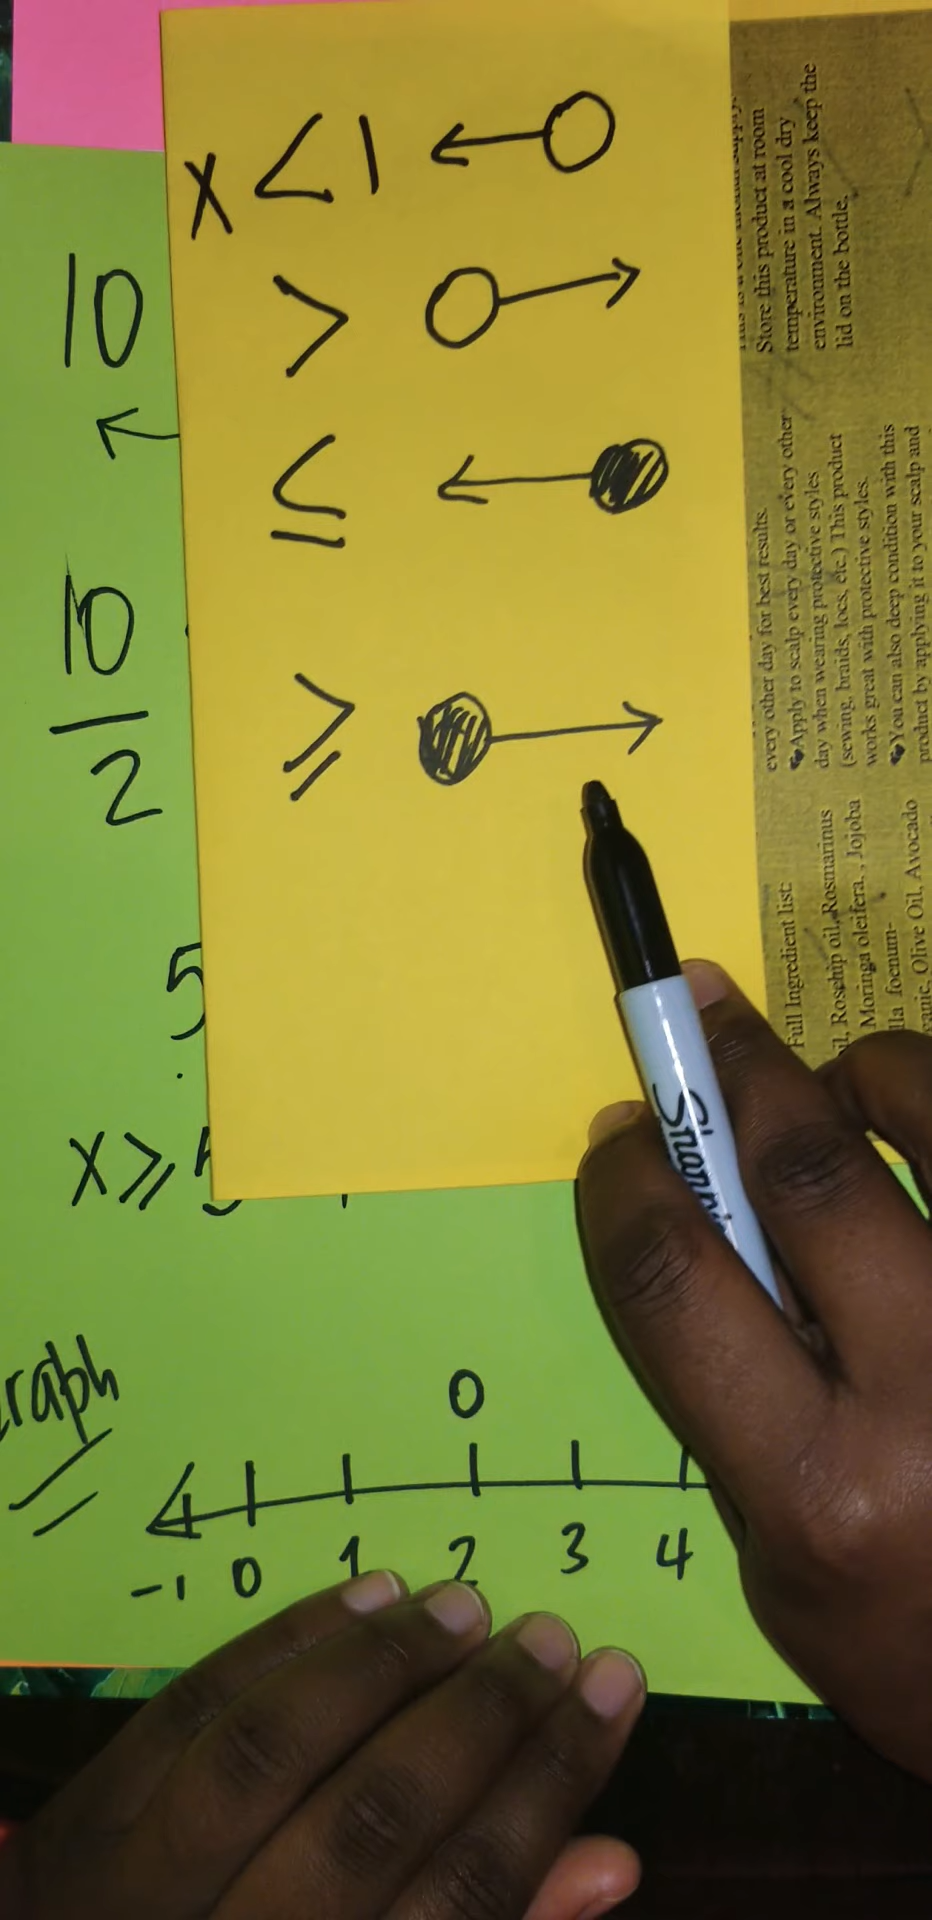 x < 1
>
≤
≥
10
10
2
5
x ≥ 5
raph
0
-1 0 1 2 3 4
Sharpie
Store this product at room
temperature in a cool dry
environment. Always keep the
lid on the bottle.
every other day for best results.
Apply to scalp every day or every other
day when wearing protective styles
(sewing, braids, locs, etc.) This product
works great with protective styles.
You can also deep condition with this
product by applying it to your scalp and
Full Ingredient list:
oil, Rosehip oil, Rosmarinus
Moringa oleifera. , Jojoba
lla foenum-
Olive Oil. Avocado